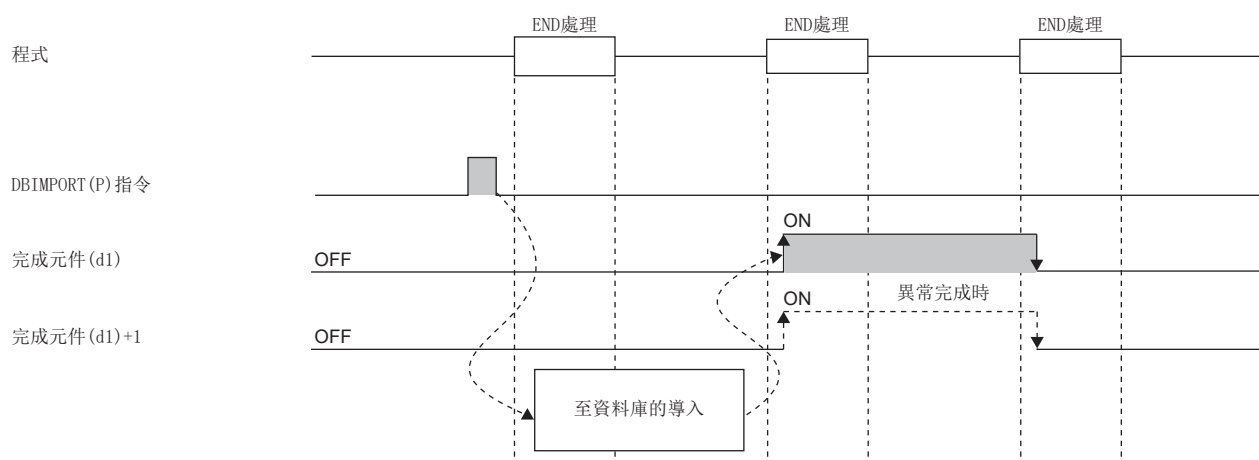 END處理 END處理 END處理
程式
DBIMPORT(P)指令
ON
完成元件(d1) OFF
ON 異常完成時
完成元件(d1)+1 OFF
至資料庫的導入